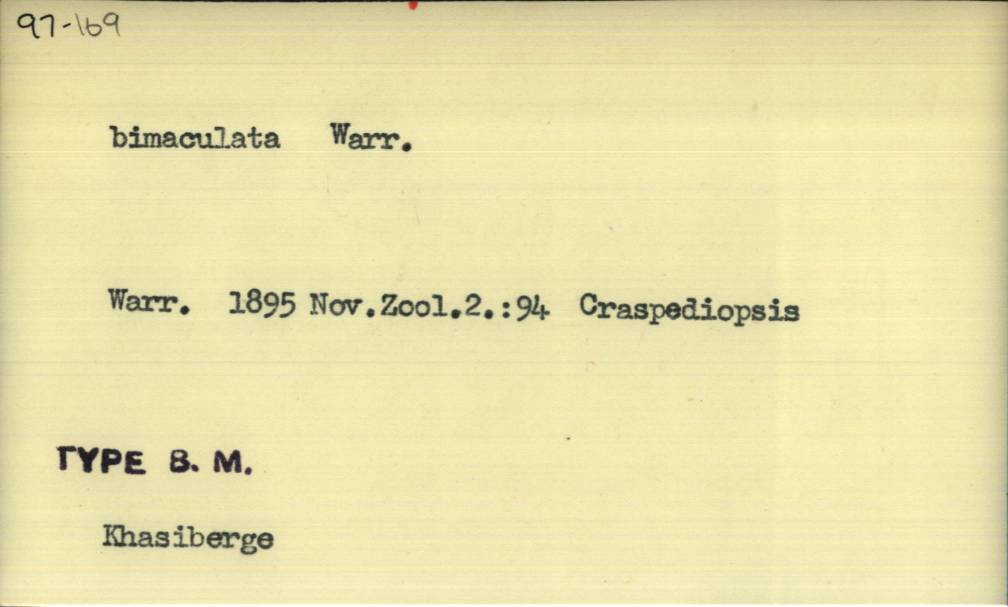 97-169
bimaculata Warr.
Warr. 1895 Nov.Zool.2.:94 Craspediopsis
TYPE B. M.
Khasiberge